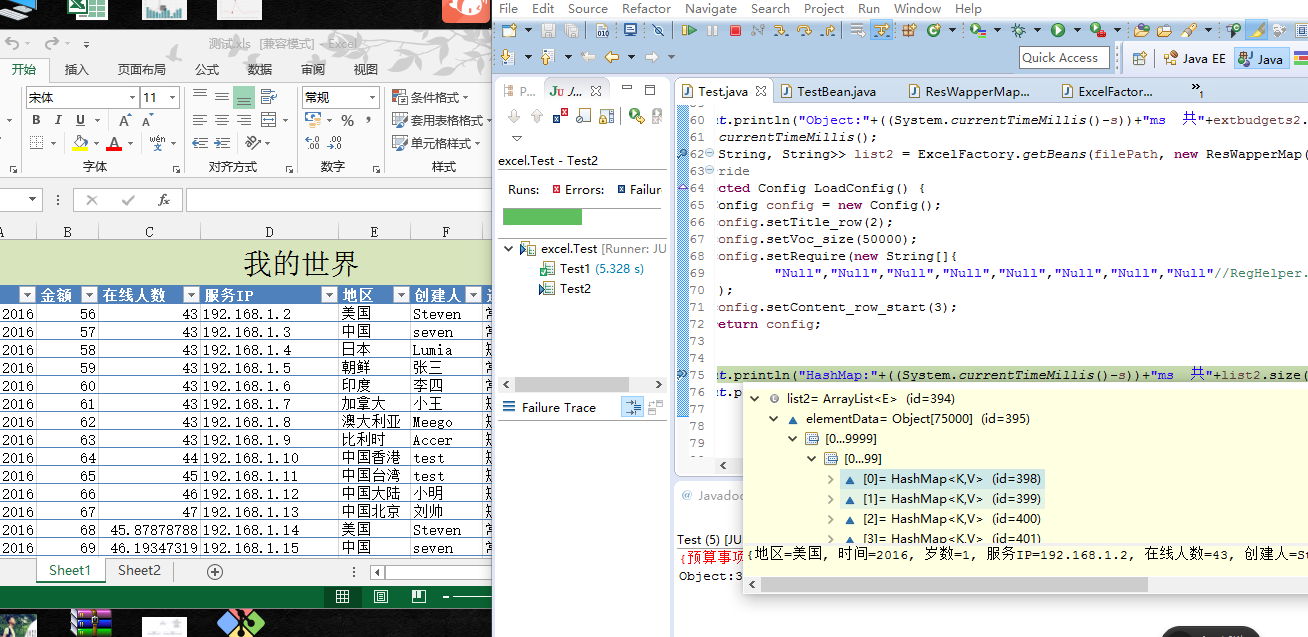 测试.xls [兼容模式] - Excel
开始 插入 页面布局 公式 数据 审阅 视图
宋体 11 常规 条件格式
B I U A A % , 套用表格格式
A wén 文 .00 单元格样式
字体 对齐方式 数字 样式
fx
A B C D E F
我的世界
金额 在线人数 服务IP 地区 创建人
2016 56 43 192.168.1.2 美国 Steven
2016 57 43 192.168.1.3 中国 seven
2016 58 43 192.168.1.4 日本 Lumia
2016 59 43 192.168.1.5 朝鲜 张三
2016 60 43 192.168.1.6 印度 李四
2016 61 43 192.168.1.7 加拿大 小王
2016 62 43 192.168.1.8 澳大利亚 Meego
2016 63 43 192.168.1.9 比利时 Accer
2016 64 44 192.168.1.10 中国香港 test
2016 65 45 192.168.1.11 中国台湾 test
2016 66 46 192.168.1.12 中国大陆 小明
2016 67 47 192.168.1.13 中国北京 刘帅
2016 68 45.87878788 192.168.1.14 美国 Steven
2016 69 46.19347319 192.168.1.15 中国 seven
Sheet1 Sheet2
File Edit Source Refactor Navigate Search Project Run Window Help
Quick Access Java EE Java
P... JU J...
excel.Test - Test2
Runs: Errors: Failur
excel.Test [Runner: JU
Test1 (5.328 s)
Test2
Failure Trace
Test.java TestBean.java ResWapperMap... ExcelFactor... »1
60 t.println("Object:"+((System.currentTimeMillis()-s))+"ms 共"+extbudgets2.
61 currentTimeMillis();
62 String, String>> list2 = ExcelFactory.getBeans(filePath, new ResWapperMap(
63 ride
64 cted Config LoadConfig() {
65 onfig config = new Config();
66 onfig.setTitle_row(2);
67 onfig.setVoc_size(50000);
68 onfig.setRequire(new String[]{
69 "Null","Null","Null","Null","Null","Null","Null","Null"//RegHelper.
70 );
71 onfig.setContent_row_start(3);
72 eturn config;
73
74
75 t.println("HashMap:"+((System.currentTimeMillis()-s))+"ms 共"+list2.size(
76 t.p
77
78
79
list2= ArrayList<E> (id=394)
elementData= Object[75000] (id=395)
[0...9999]
[0...99]
[0]= HashMap<K,V> (id=398)
[1]= HashMap<K,V> (id=399)
[2]= HashMap<K,V> (id=400)
[3]= HashMap<K,V> (id=401)
{地区=美国, 时间=2016, 岁数=1, 服务IP=192.168.1.2, 在线人数=43, 创建人=St
@ Javadoc
Test (5) [JU
{预算事项
Object:3